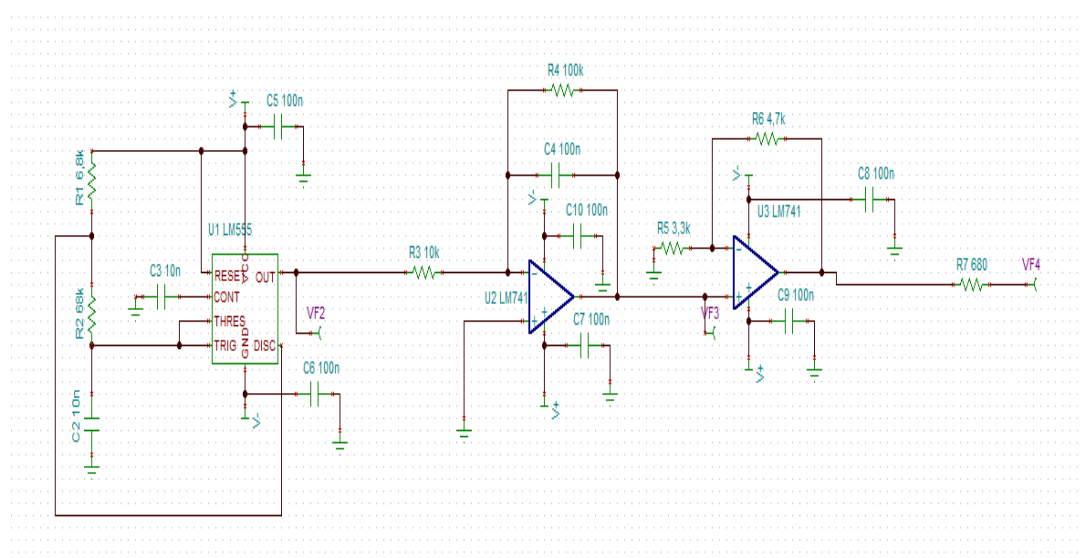 R4 100k
C5 100n
V+
R6 4,7k
C4 100n
R1 6,8k
V-
C8 100n
V-
C10 100n
U3 LM741
U1 LM555
R5 3,3k
R3 10k
VCC
RESET
OUT
C3 10n
CONT
R7 680
VF4
U2 LM741
C9 100n
R2 68k
THRES
VF2
VF3
C7 100n
TRIG
GND
DISC
C6 100n
V+
C2 10n
V+
V-